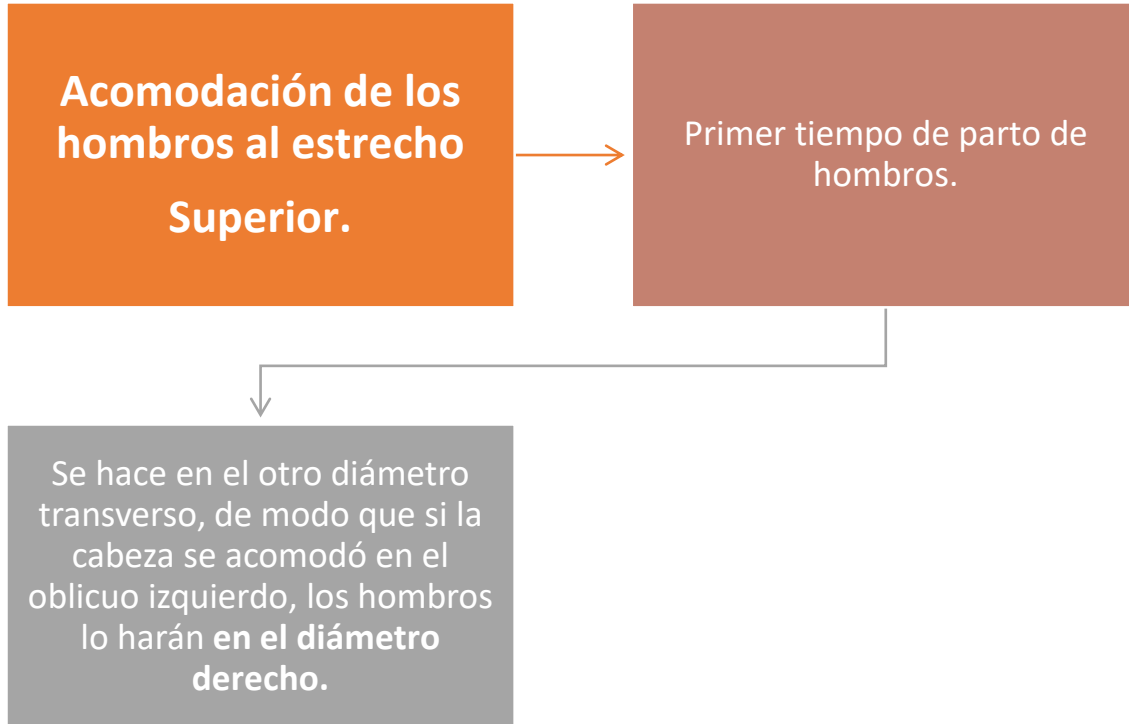 Acomodación de los
hombros al estrecho
Superior.
Primer tiempo de parto de
hombros.
Se hace en el otro diámetro
transverso, de modo que si la
cabeza se acomodó en el
oblicuo izquierdo, los hombros
lo harán en el diámetro
derecho.